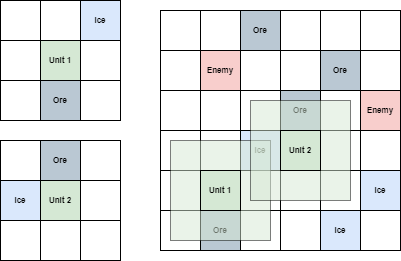 Ice
Unit 1
Ore
Ore
Ice Unit 2
Ore
Enemy Ore
Ore Enemy
Ice Unit 2
Unit 1 Ice
Ore Ice